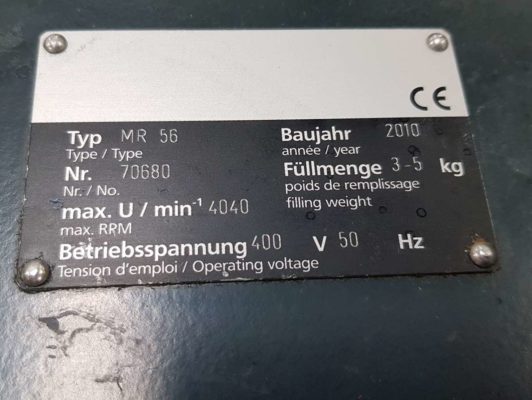 CE
Typ MR 56
Type / Type
Nr. 70680
Nr. / No.
max. U / min⁻¹ 4040
max. RPM
Baujahr 2010
année / year
Füllmenge 3-5 kg
poids de remplissage
filling weight
Betriebsspannung 400 V 50 Hz
Tension d'emploi / Operating voltage